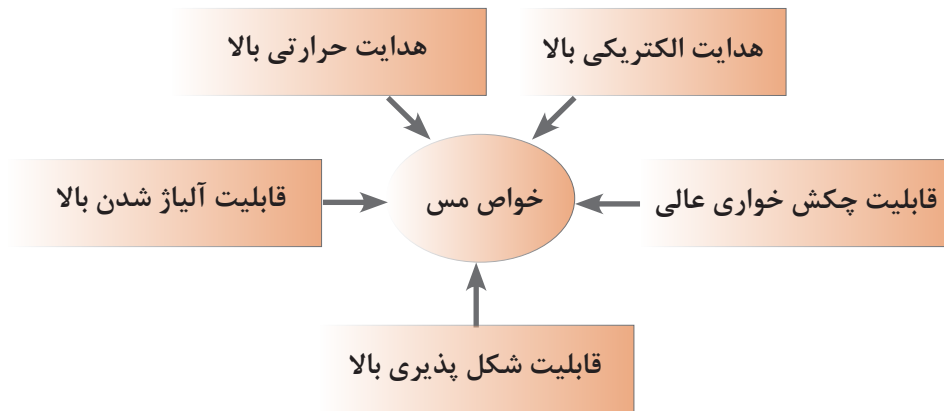 هدایت الکتریکی بالا
هدایت حرارتی بالا
قابلیت چکش خواری عالی
خواص مس
قابلیت آلیاژ شدن بالا
قابلیت شکل پذیری بالا